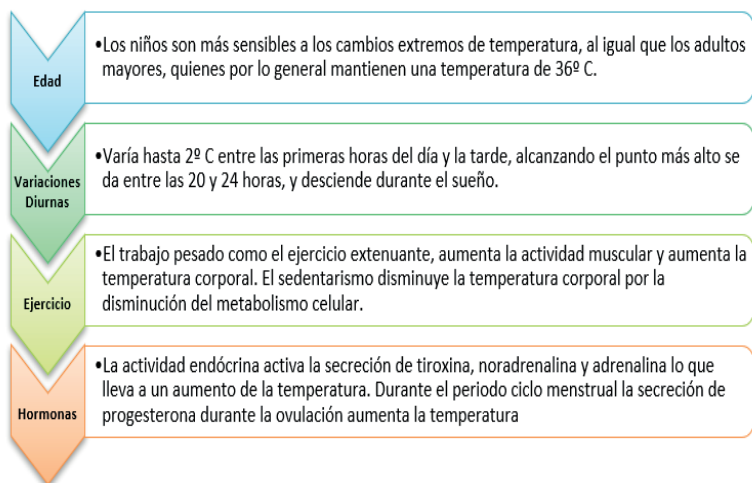 Edad
•Los niños son más sensibles a los cambios extremos de temperatura, al igual que los adultos
mayores, quienes por lo general mantienen una temperatura de 36º C.
Variaciones
Diurnas
•Varía hasta 2º C entre las primeras horas del día y la tarde, alcanzando el punto más alto se
da entre las 20 y 24 horas, y desciende durante el sueño.
Ejercicio
•El trabajo pesado como el ejercicio extenuante, aumenta la actividad muscular y aumenta la
temperatura corporal. El sedentarismo disminuye la temperatura corporal por la
disminución del metabolismo celular.
Hormonas
•La actividad endócrina activa la secreción de tiroxina, noradrenalina y adrenalina lo que
lleva a un aumento de la temperatura. Durante el periodo ciclo menstrual la secreción de
progesterona durante la ovulación aumenta la temperatura